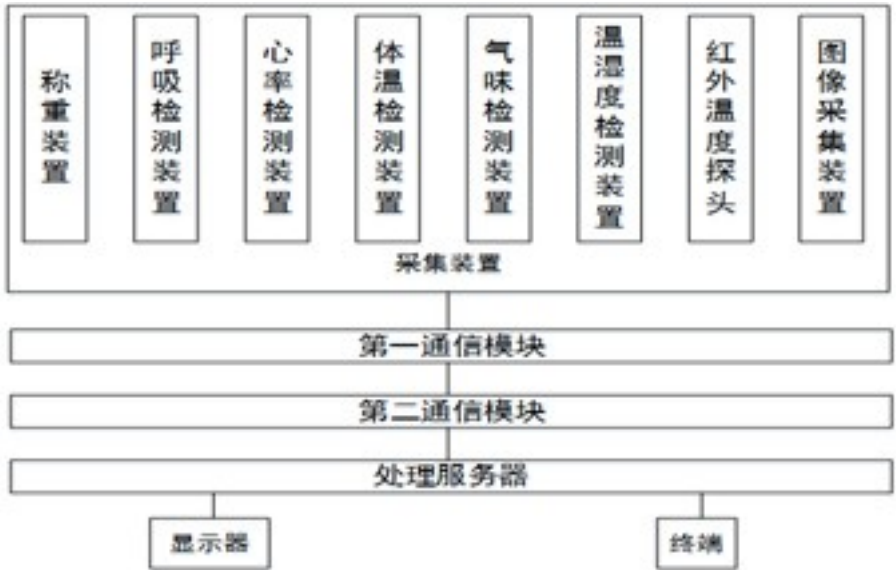 称重装置
呼吸检测装置
心率检测装置
体温检测装置
气味检测装置
温湿度检测装置
红外温度探头
图像采集装置
采集装置
第一通信模块
第二通信模块
处理服务器
显示器
终端